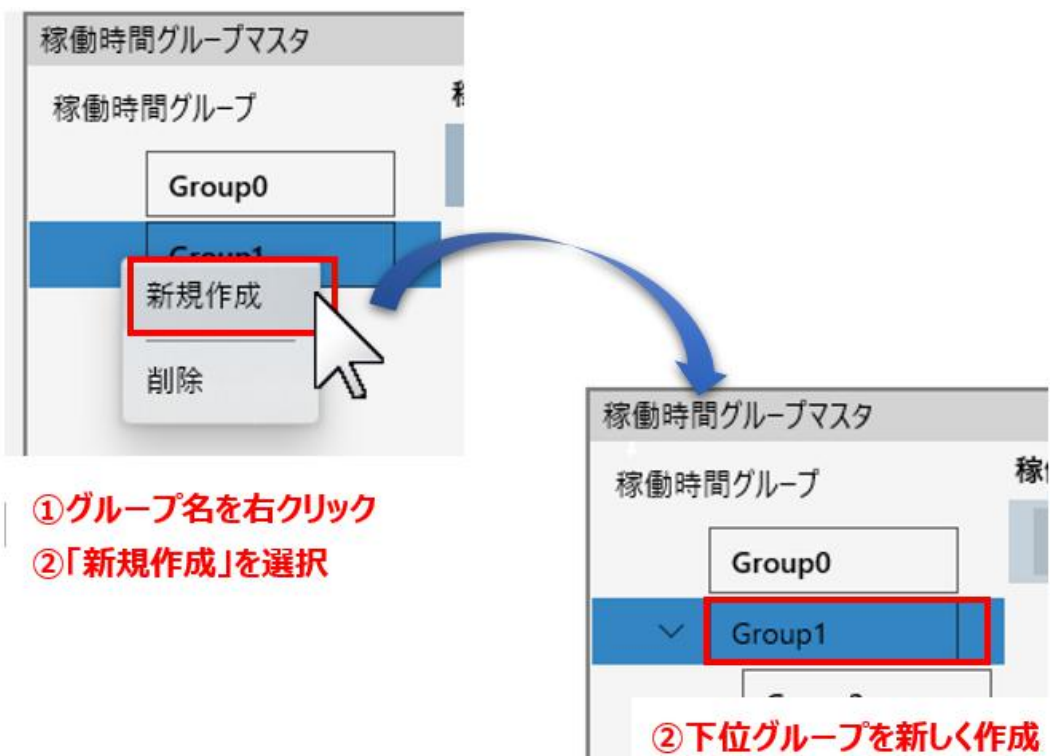 稼働時間グループマスタ
稼働時間グループ
Group0
Group1
新規作成
削除
①グループ名を右クリック
②「新規作成」を選択
稼働時間グループマスタ
稼働時間グループ
稼
Group0
Group1
②下位グループを新しく作成